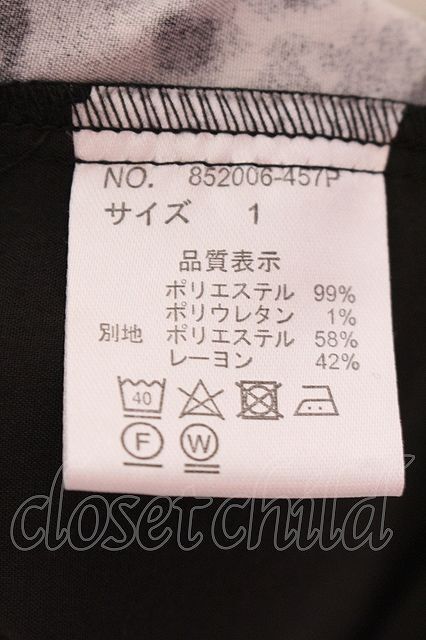 NO. 852006-457P
サイズ 1
品質表示
ポリエステル 99%
ポリウレタン 1%
別地 ポリエステル 58%
レーヨン 42%
40
F W
closetchild